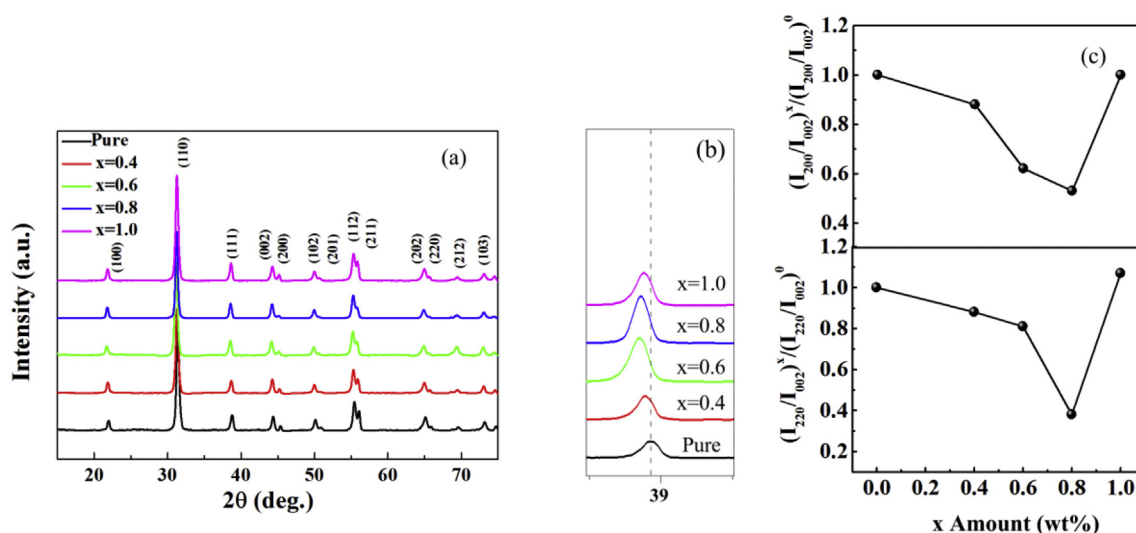 Pure
x=0.4
x=0.6
x=0.8
x=1.0
(a)
(100)
(110)
(111)
(002)
(200)
(102)
(201)
(112)
(211)
(202)
(220)
(212)
(103)
Intensity (a.u.)
20 30 40 50 60 70
2θ (deg.)
(b)
x=1.0
x=0.8
x=0.6
x=0.4
Pure
39
(c)
(I200/I002)^x/(I200/I002)^0
1.2
1.0
0.8
0.6
0.4
(I220/I002)^x/(I220/I002)^0
1.2
1.0
0.8
0.6
0.4
0.2
0.0 0.2 0.4 0.6 0.8 1.0
x Amount (wt%)